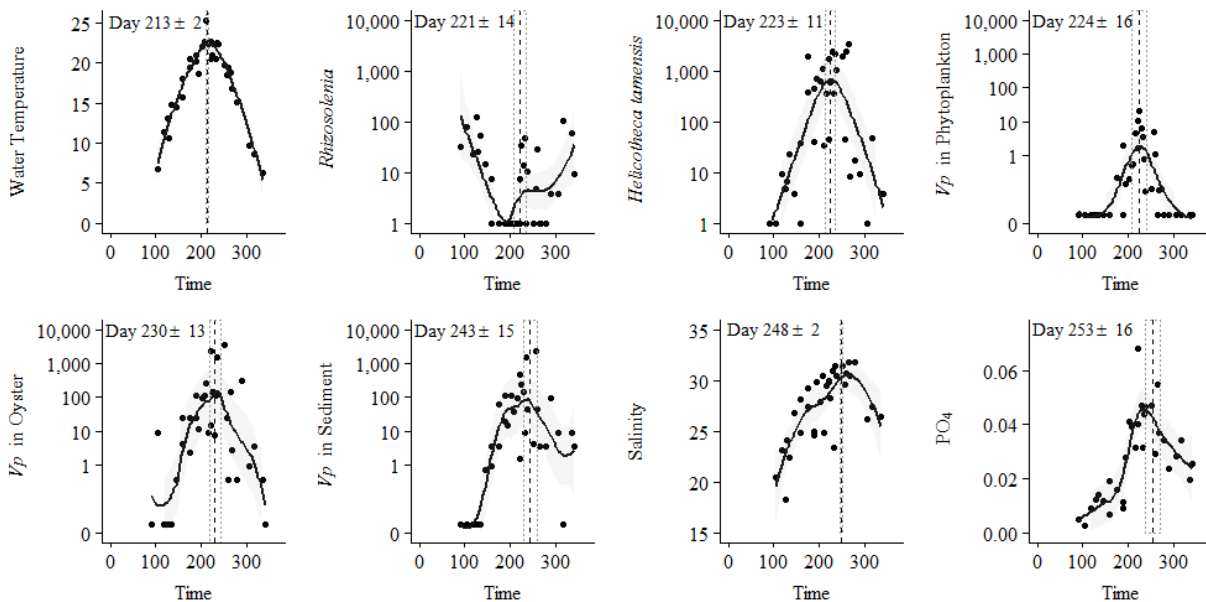 Water Temperature
Day 213 ± 2
25
20
15
10
5
0
0 100 200 300
Time
Rhizosolenia
Day 221 ± 14
10,000
1,000
100
10
1
0 100 200 300
Time
Helicotheca tamensis
Day 223 ± 11
10,000
1,000
100
10
1
0 100 200 300
Time
Vp in Phytoplankton
Day 224 ± 16
10,000
1,000
100
10
1
0
0 100 200 300
Time
Vp in Oyster
Day 230 ± 13
10,000
1,000
100
10
1
0
0 100 200 300
Time
Vp in Sediment
Day 243 ± 15
10,000
1,000
100
10
1
0
0 100 200 300
Time
Salinity
Day 248 ± 2
35
30
25
20
15
0 100 200 300
Time
PO4
Day 253 ± 16
0.06
0.04
0.02
0.00
0 100 200 300
Time